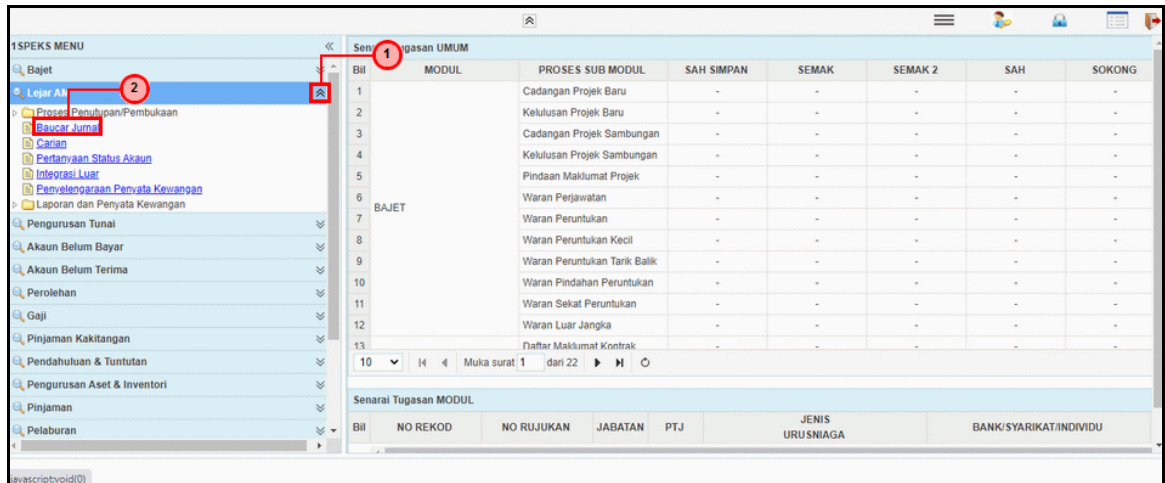 1SPEKS MENU
Bajet
Lejar AM
Proses Penutupan/Pembukaan
Baucar Jurnal
Carian
Pertanyaan Status Akaun
Integrasi Luar
Penyelengaraan Penyata Kewangan
Laporan dan Penyata Kewangan
Pengurusan Tunai
Akaun Belum Bayar
Akaun Belum Terima
Perolehan
Gaji
Pinjaman Kakitangan
Pendahuluan & Tuntutan
Pengurusan Aset & Inventori
Pinjaman
Pelaburan
1
2
Tugasan UMUM
Bil MODUL PROSES SUB MODUL SAH SIMPAN SEMAK SEMAK 2 SAH SOKONG
1 Cadangan Projek Baru - - - - -
2 Kelulusan Projek Baru - - - - -
3 Cadangan Projek Sambungan - - - - -
4 Kelulusan Projek Sambungan - - - - -
5 Pindaan Maklumat Projek - - - - -
6 Waran Perjawatan - - - - -
BAJET
7 Waran Peruntukan - - - - -
8 Waran Peruntukan Kecil - - - - -
9 Waran Peruntukan Tarik Balik - - - - -
10 Waran Pindahan Peruntukan - - - - -
11 Waran Sekat Peruntukan - - - - -
12 Waran Luar Jangka - - - - -
13 Daftar Maklumat Kontrak - - - - -
10 Muka surat 1 dari 22
Senarai Tugasan MODUL
Bil NO REKOD NO RUJUKAN JABATAN PTJ JENIS URUSNIAGA BANK/SYARIKAT/INDIVIDU
javascript:void(0)